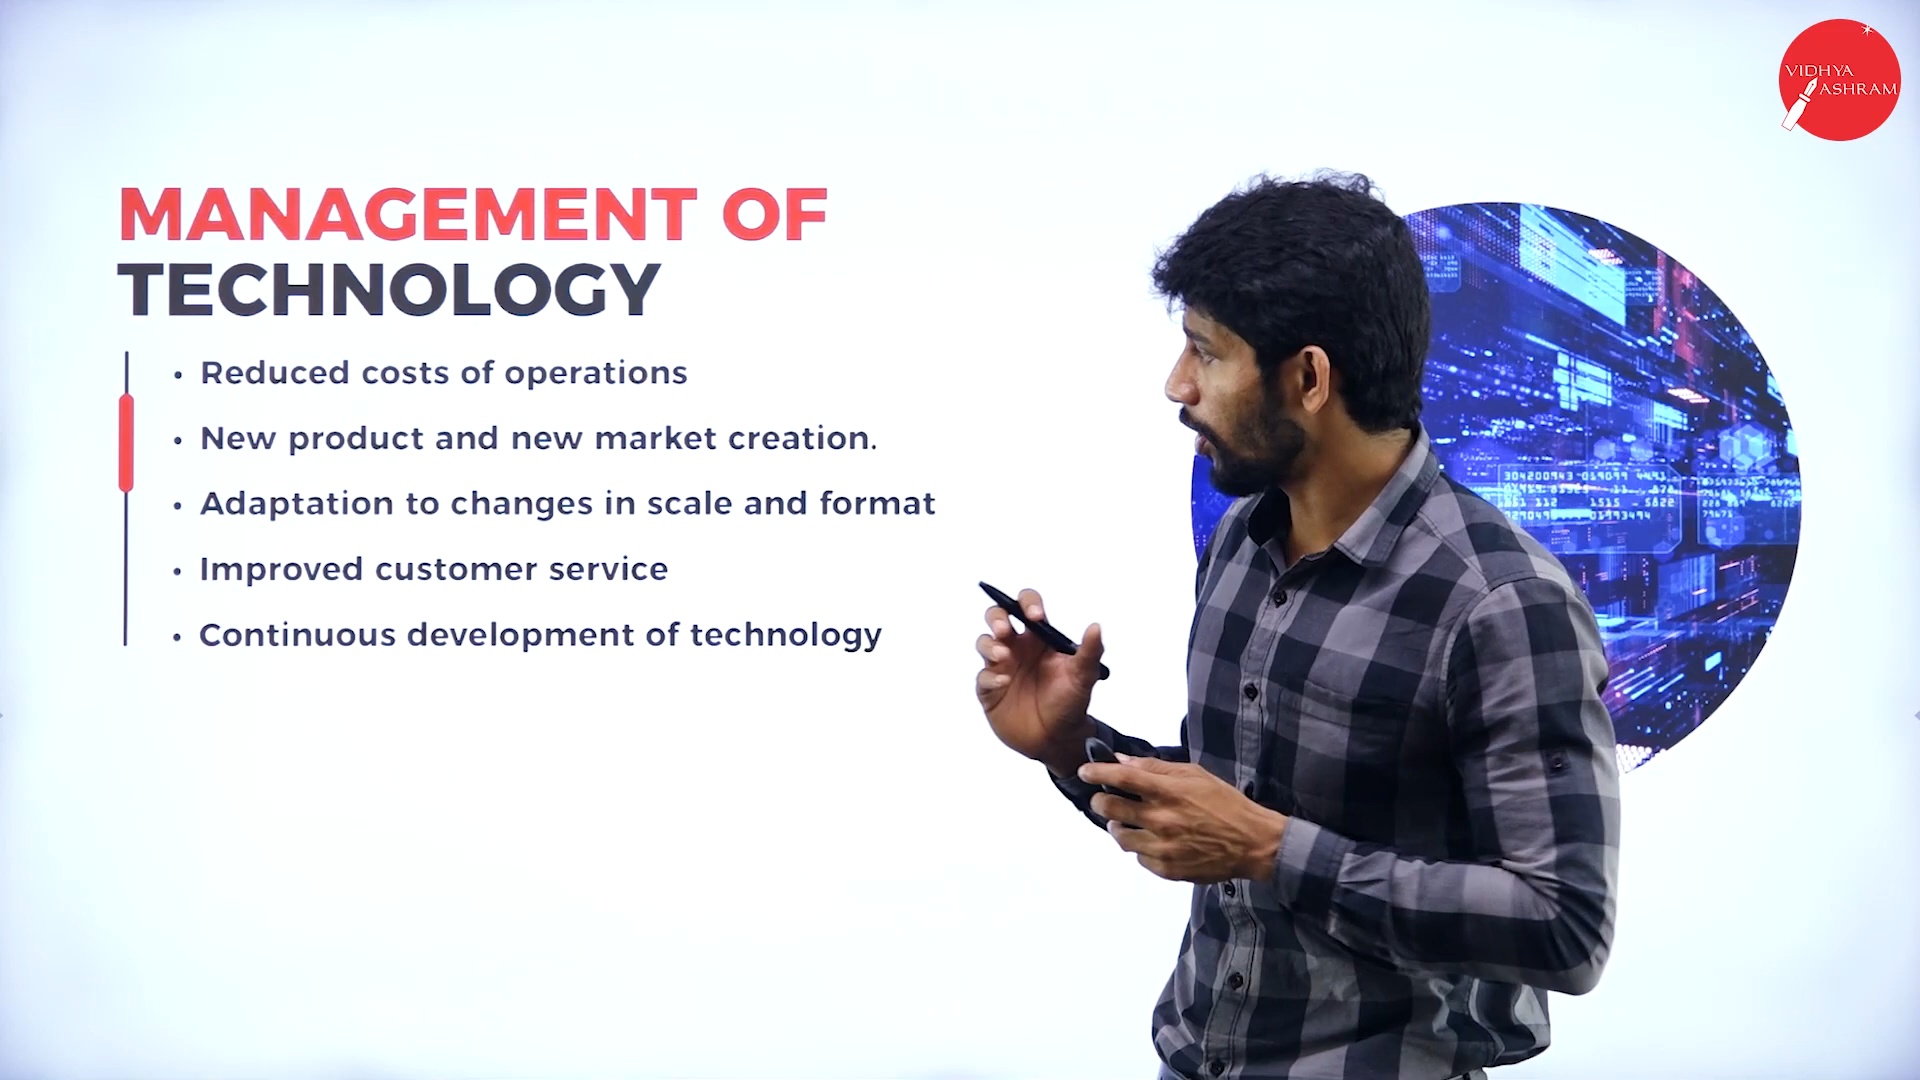 VIDHYA
ASHRAM
MANAGEMENT OF
TECHNOLOGY
• Reduced costs of operations
• New product and new market creation.
• Adaptation to changes in scale and format
• Improved customer service
• Continuous development of technology